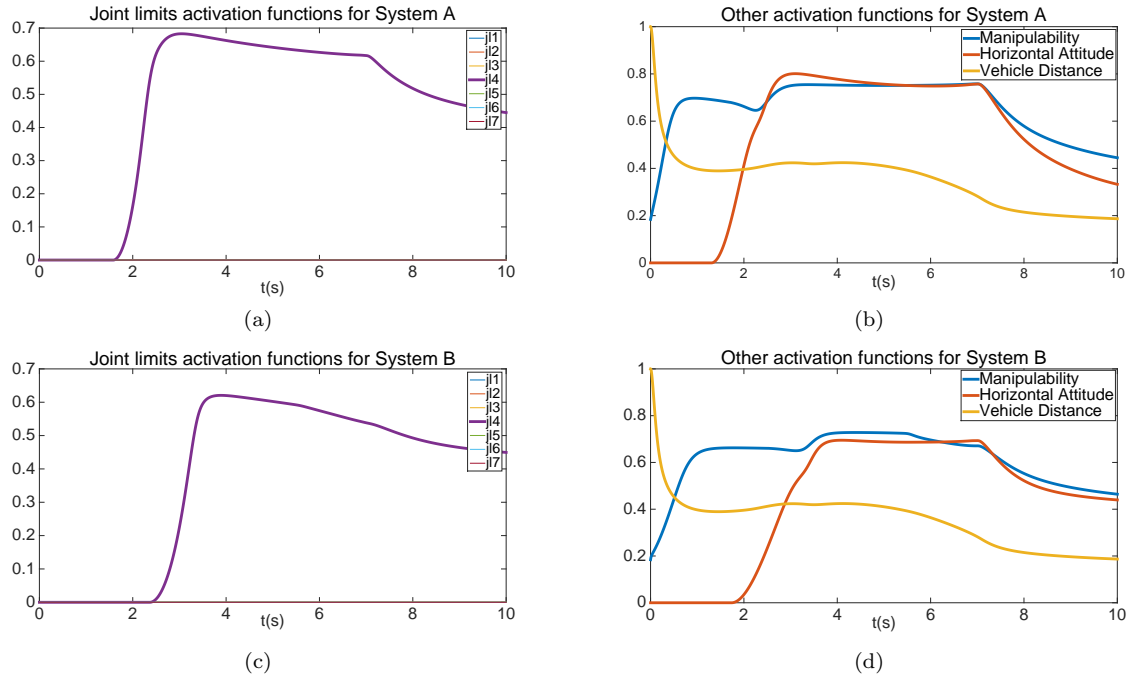 Joint limits activation functions for System A
0.7
0.6
0.5
0.4
0.3
0.2
0.1
0
0 2 4 6 8 10
t(s)
jl1
jl2
jl3
jl4
jl5
jl6
jl7
(a)
Other activation functions for System A
1
0.8
0.6
0.4
0.2
0
0 2 4 6 8 10
t(s)
Manipulability
Horizontal Attitude
Vehicle Distance
(b)
Joint limits activation functions for System B
0.7
0.6
0.5
0.4
0.3
0.2
0.1
0
0 2 4 6 8 10
t(s)
jl1
jl2
jl3
jl4
jl5
jl6
jl7
(c)
Other activation functions for System B
1
0.8
0.6
0.4
0.2
0
0 2 4 6 8 10
t(s)
Manipulability
Horizontal Attitude
Vehicle Distance
(d)